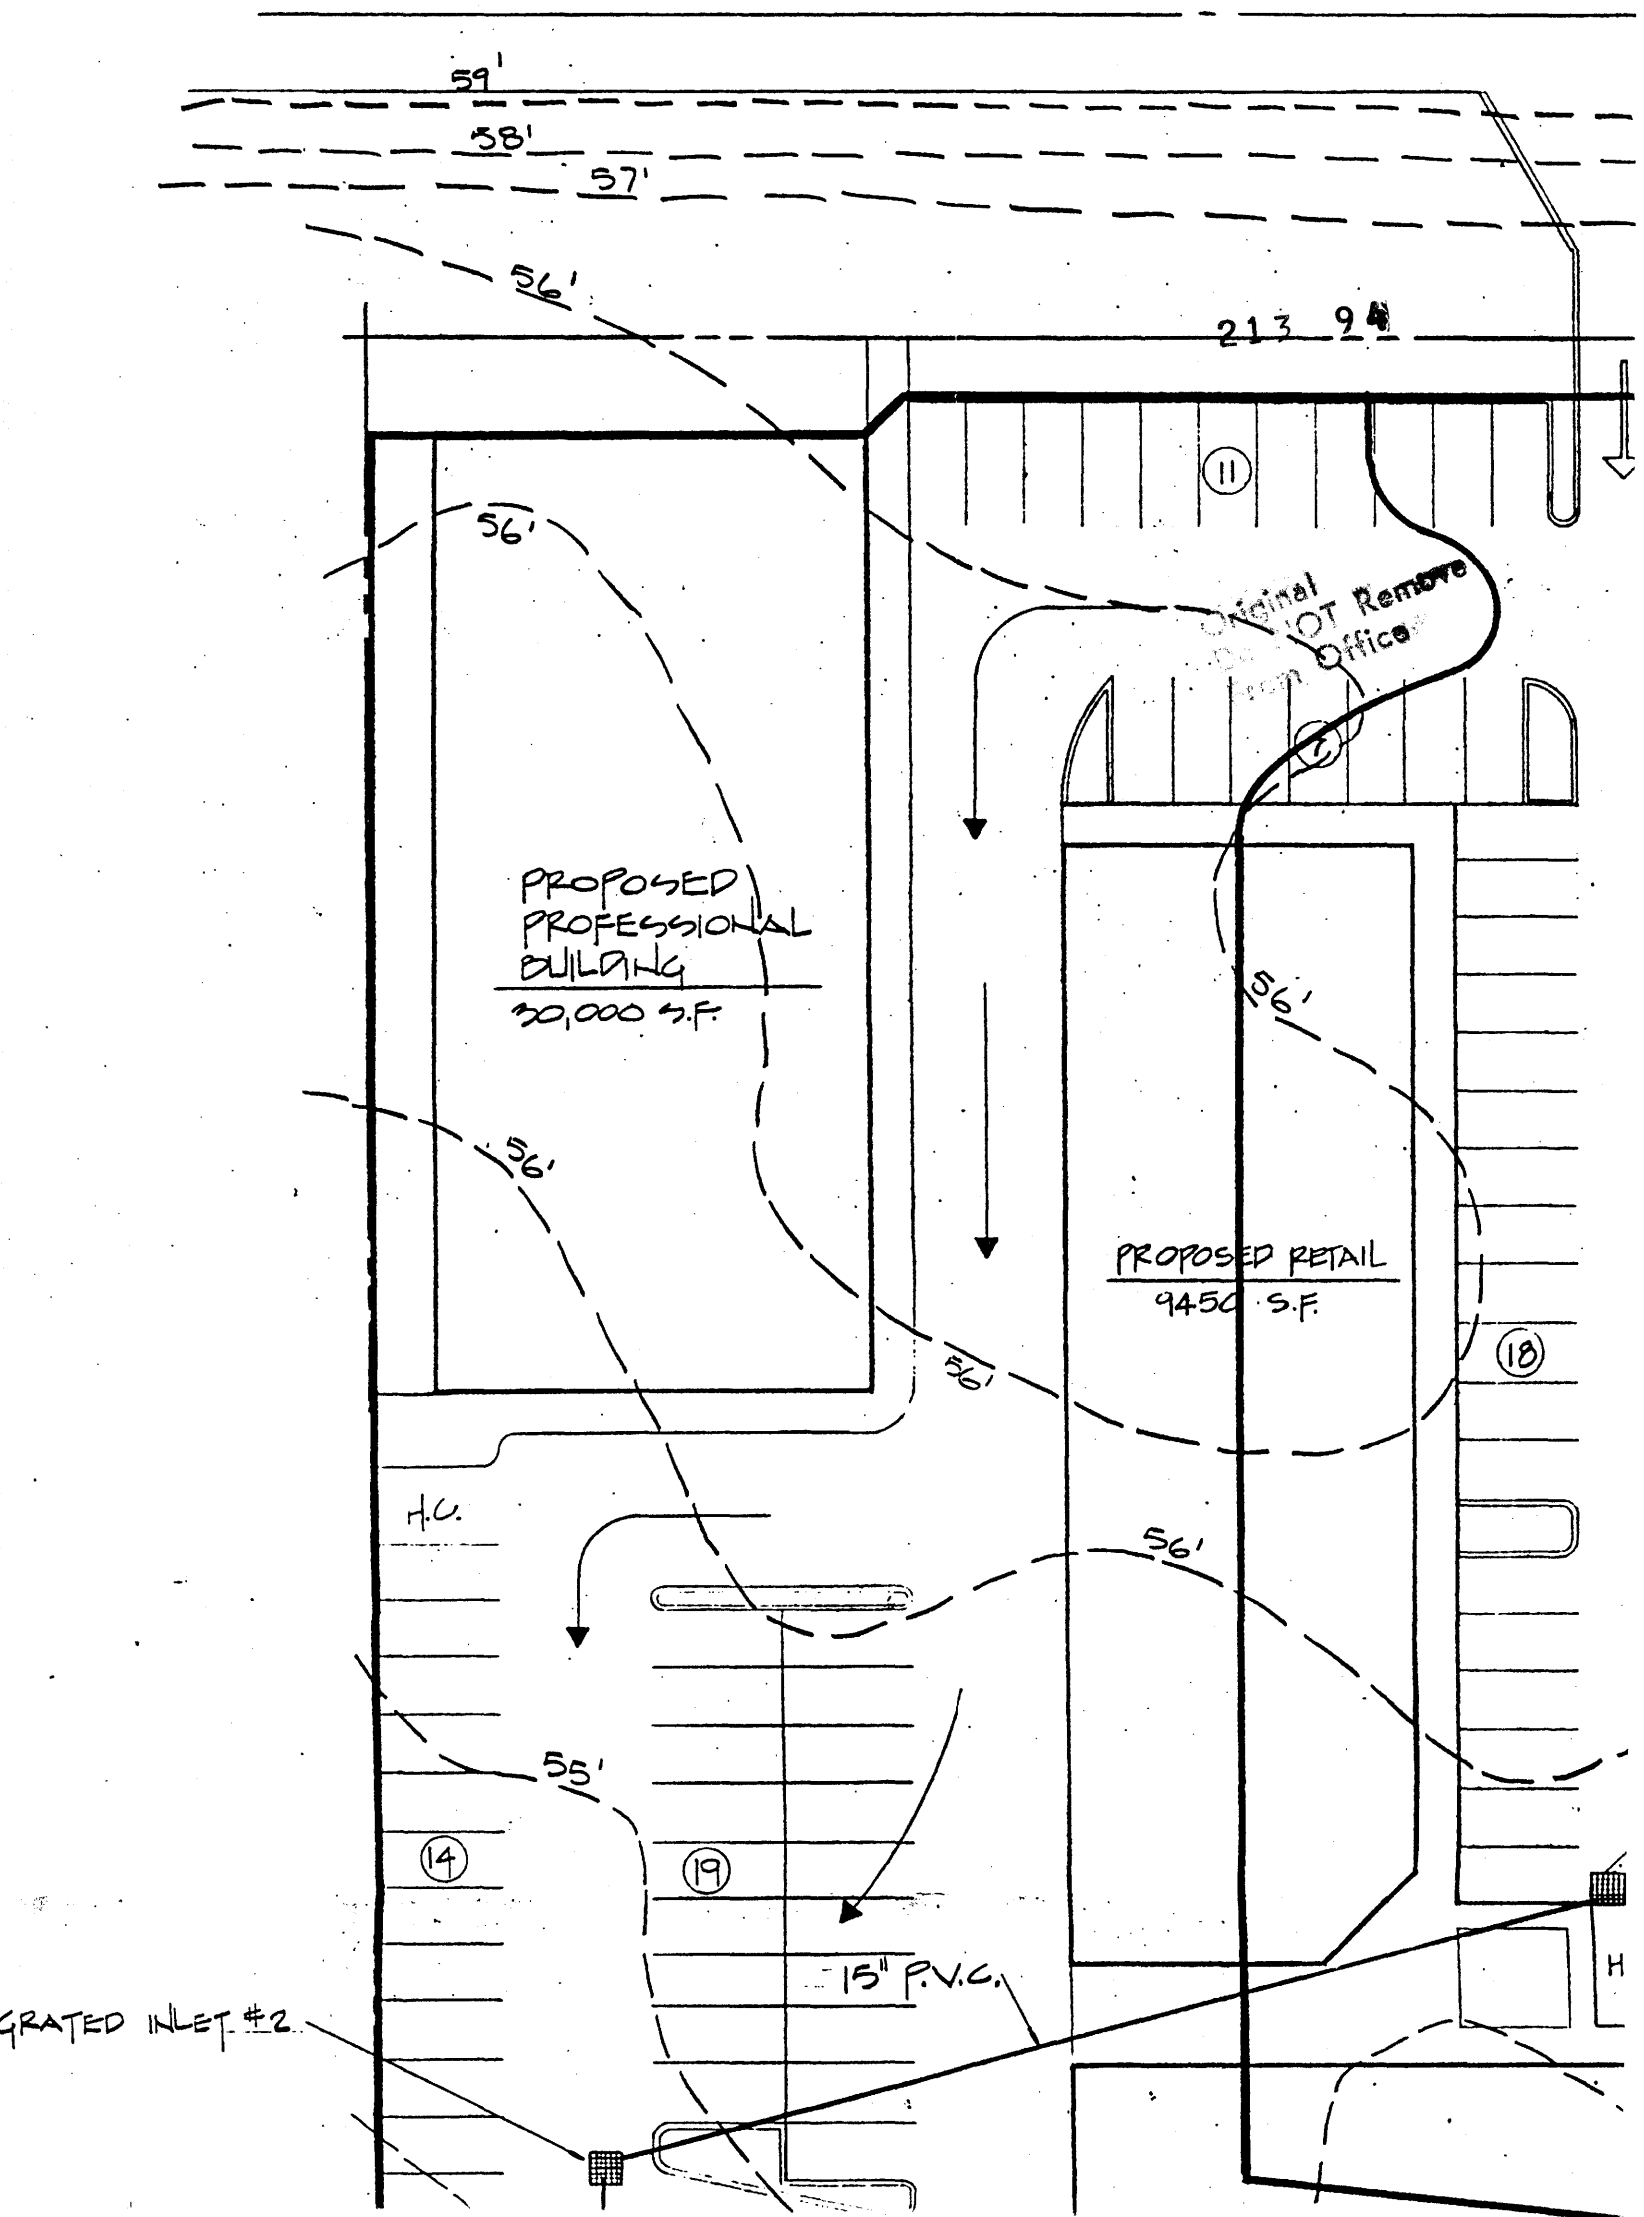 59'
58'
57'
56'
213 94
11
56'
Original
Do NOT Remove
From Office
7
PROPOSED
PROFESSIONAL
BUILDING
30,000 S.F.
56'
56'
PROPOSED RETAIL
9450 S.F.
18
56'
H.C.
56'
55'
14
19
15" P.V.C.
H
GRATED INLET #2